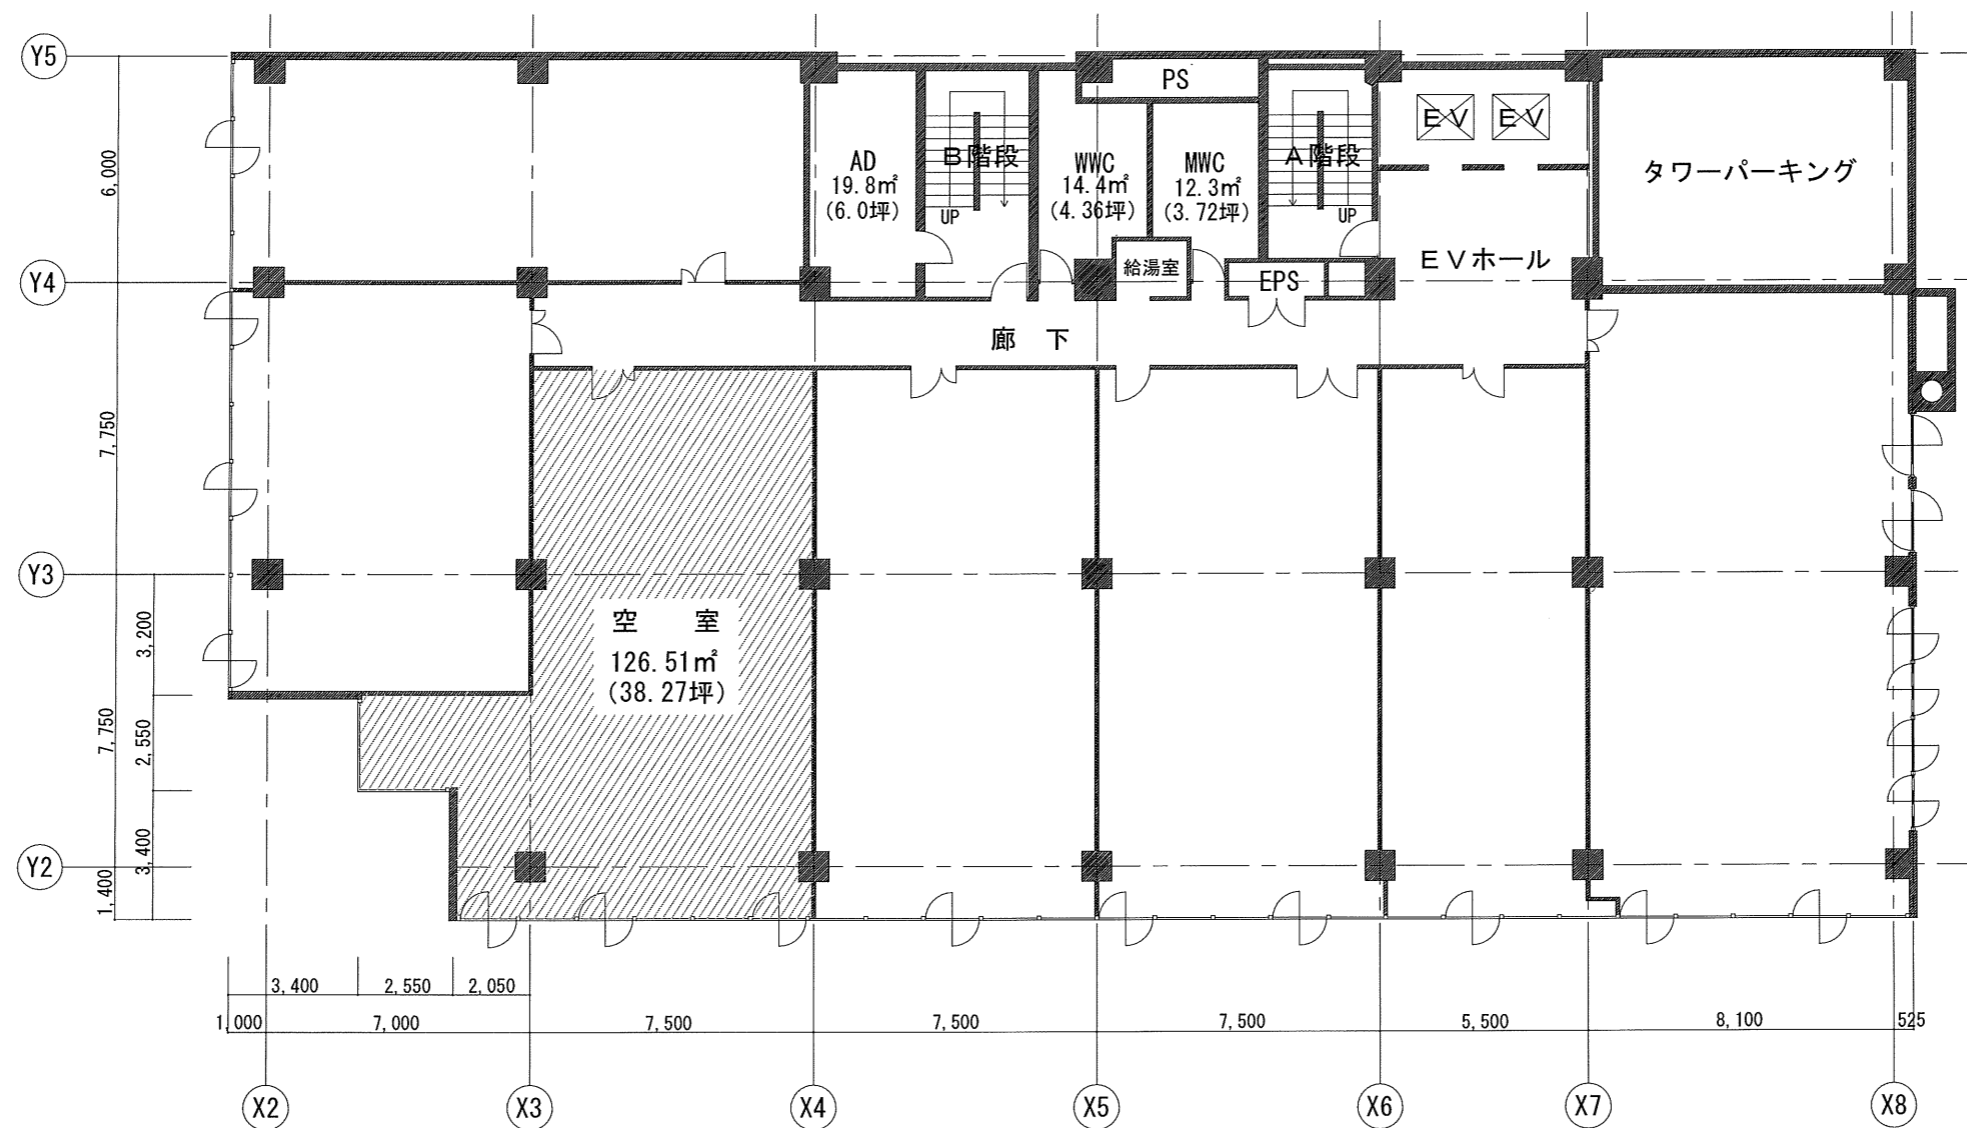 Y5
Y4
Y3
Y2
6,000
7,750
7,750
1,400
3,200
2,550
3,400
PS
AD
19.8㎡
(6.0坪)
B階段
UP
WWC
14.4㎡
(4.36坪)
MWC
12.3㎡
(3.72坪)
A階段
UP
EV
EV
タワーパーキング
EVホール
給湯室
EPS
廊 下
空 室
126.51㎡
(38.27坪)
3,400
2,550
2,050
1,000
7,000
7,500
7,500
7,500
5,500
8,100
525
X2
X3
X4
X5
X6
X7
X8